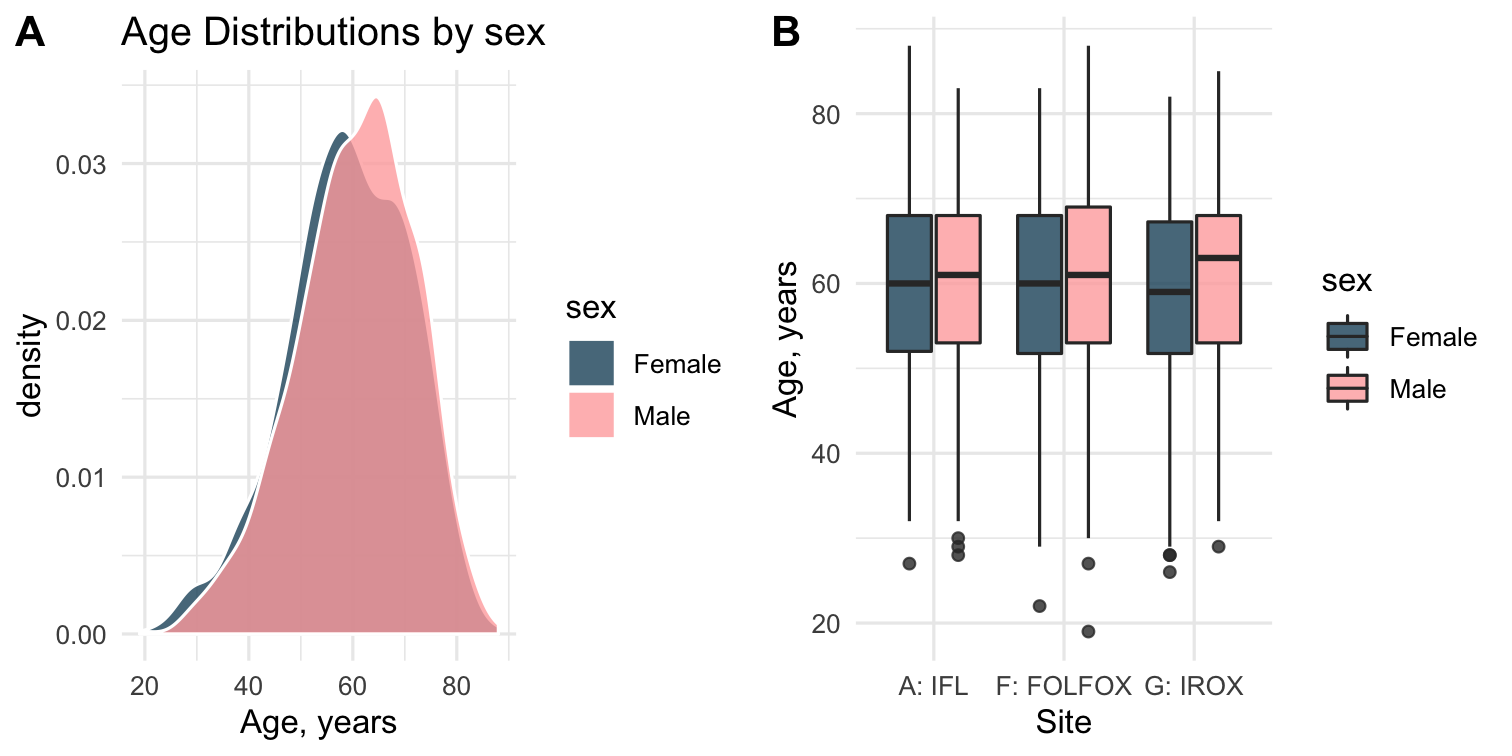 A
Age Distributions by sex
density
0.03
0.02
0.01
0.00
20 40 60 80
Age, years
sex
Female
Male
B
Age, years
80
60
40
20
A: IFL F: FOLFOX G: IROX
Site
sex
Female
Male